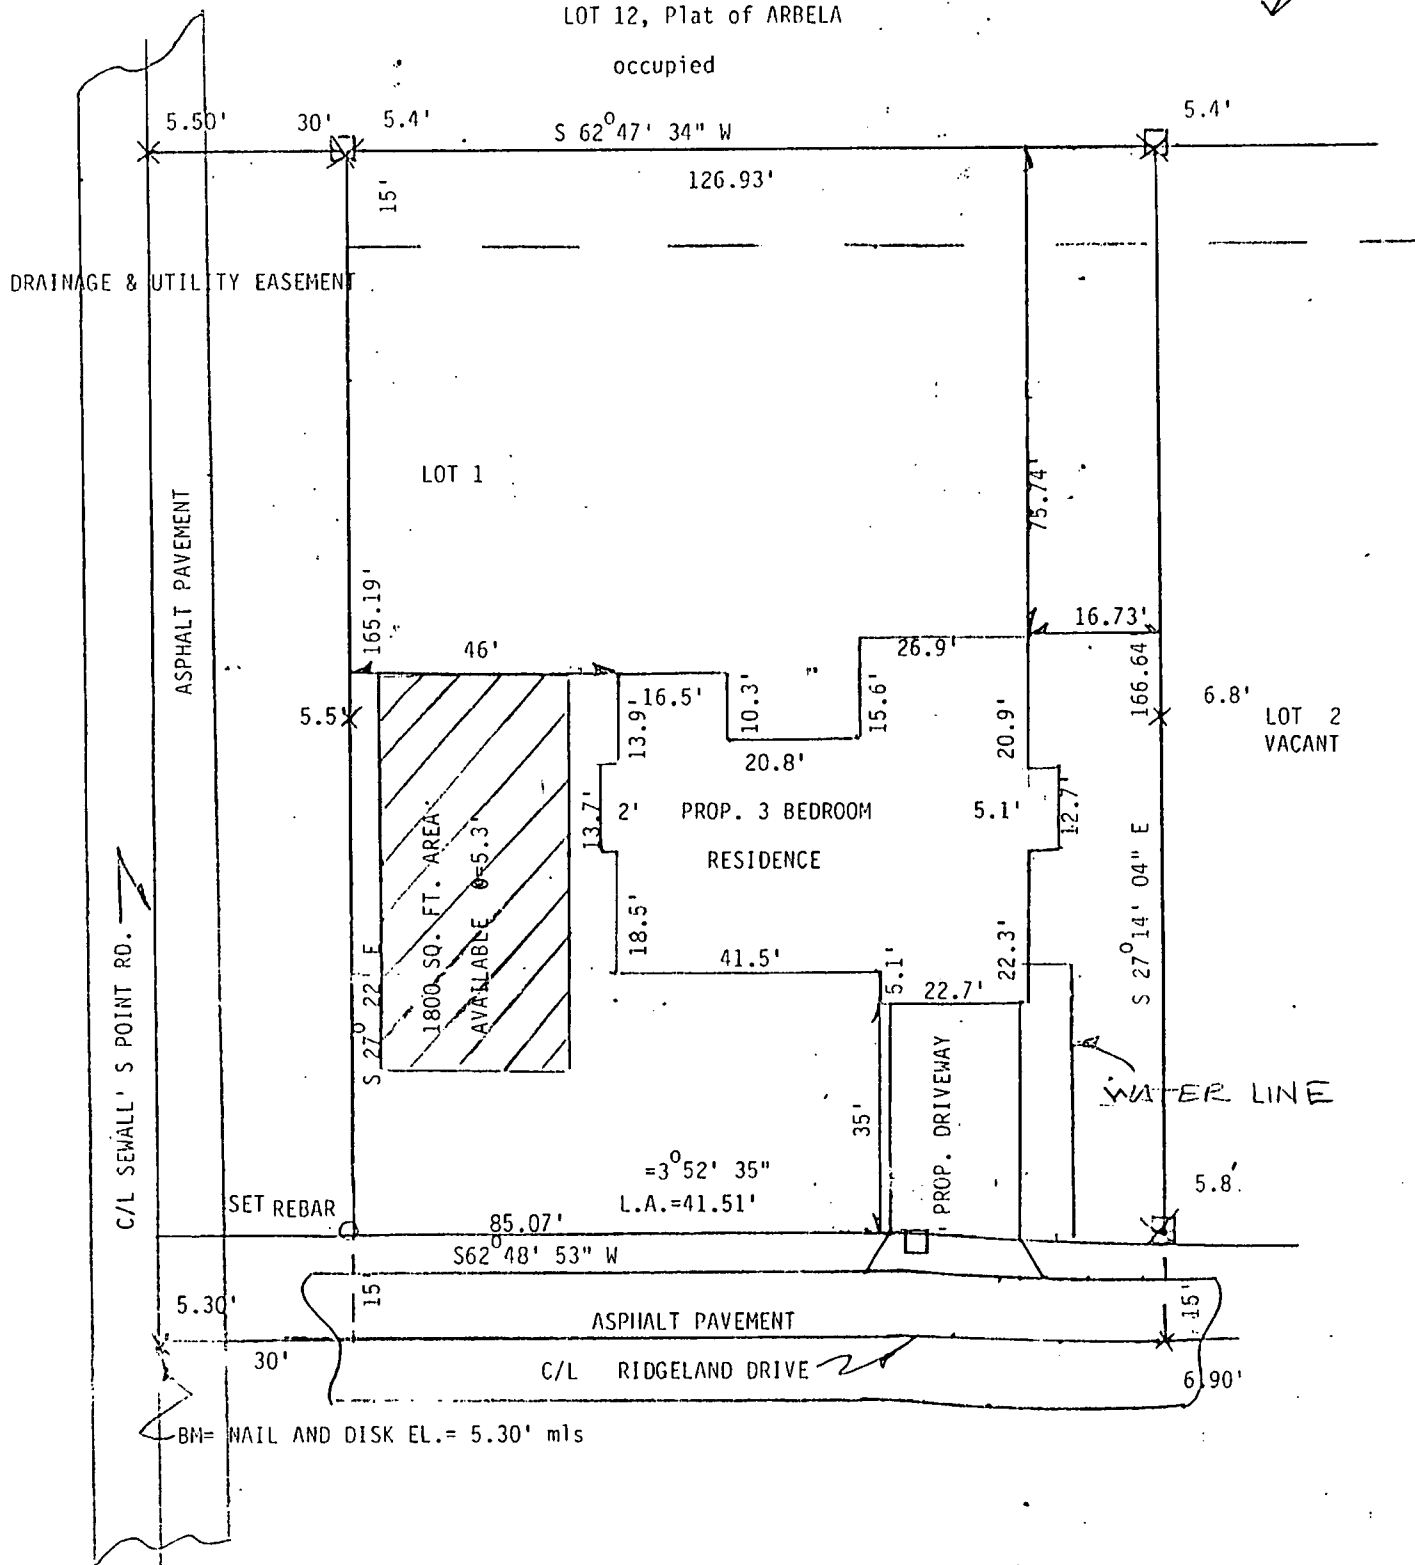 LOT 12, Plat of ARBELA
occupied
5.50'
30'
5.4'
S 62°47' 34" W
5.4'
126.93'
15'
DRAINAGE & UTILITY EASEMENT
LOT 1
ASPHALT PAVEMENT
75.74'
165.19'
46'
16.73'
26.9'
16.5'
10.3'
15.6'
13.9'
20.9'
166.64'
5.5'
6.8'
LOT 2
VACANT
20.8'
13.7'
2'
PROP. 3 BEDROOM
RESIDENCE
5.1'
12.7'
1800 SQ. FT. AREA.
AVAILABLE @=5.3'
18.5'
41.5'
5.1'
22.3'
22.7'
S 27° 14' 04" E
S 27° 22' E
C/L SEWALL' S POINT RD.
35'
PROP. DRIVEWAY
WATER LINE
=3°52' 35"
L.A.=41.51'
5.8'
SET REBAR
85.07'
S62°48' 53" W
15'
15'
5.30'
ASPHALT PAVEMENT
30'
C/L RIDGELAND DRIVE
6.90'
BM= NAIL AND DISK EL.= 5.30' mls